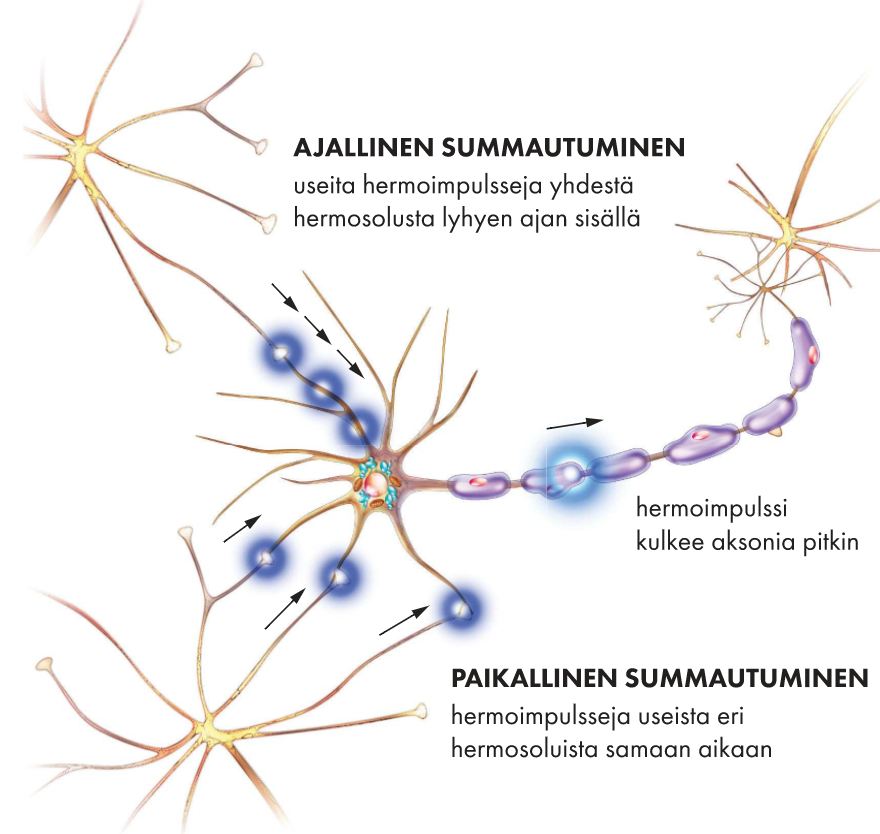 AJALLINEN SUMMAUTUMINEN
useita hermoimpulsseja yhdestä
hermosolusta lyhyen ajan sisällä
hermoimpulssi
kulkee aksonia pitkin
PAIKALLINEN SUMMAUTUMINEN
hermoimpulsseja useista eri
hermosoluista samaan aikaan